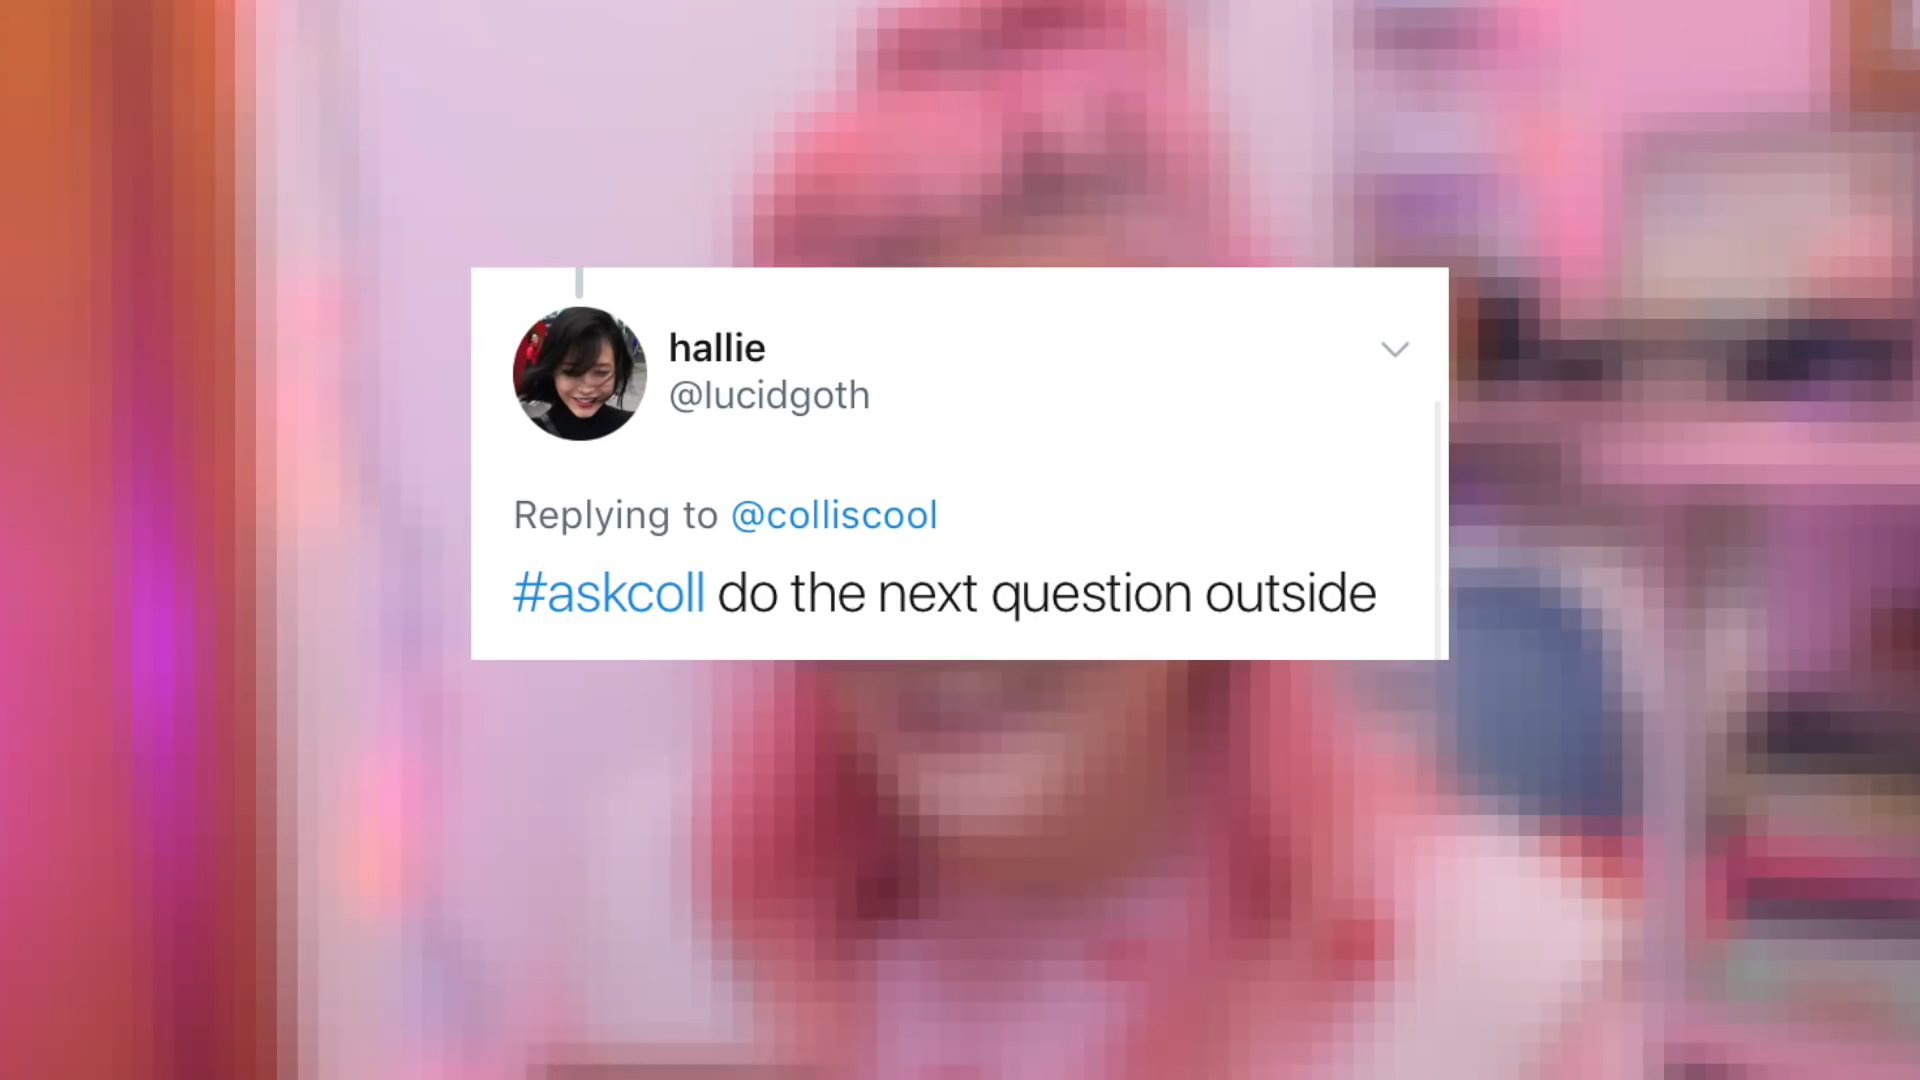 hallie
@lucidgoth
Replying to @colliscool
#askcoll do the next question outside